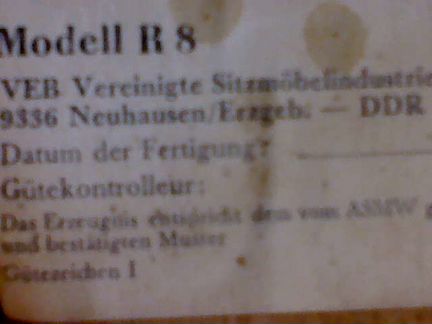 Modell R 8
VEB Vereinigte Sitzmöbelindustrie
9336 Neuhausen/Erzgeb. — DDR
Datum der Fertigung:
Gütekontrolleur:
Das Erzeugnis entspricht dem vom ASMW
und bestätigten Muster
Gütezeichen I